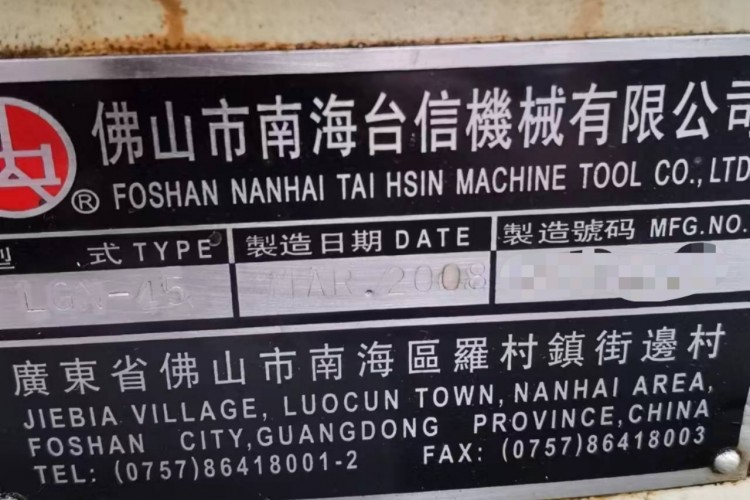 佛山市南海台信機械有限公司
® FOSHAN NANHAI TAI HSIN MACHINE TOOL CO., LTD
型 式 TYPE 製造日期 DATE 製造號码 MFG.NO.
MAR. 2008
廣東省佛山市南海區羅村鎮街邊村
JIEBIA VILLAGE, LUOCUN TOWN, NANHAI AREA,
FOSHAN CITY,GUANGDONG PROVINCE,CHINA
TEL: (0757)86418001-2 FAX: (0757)86418003